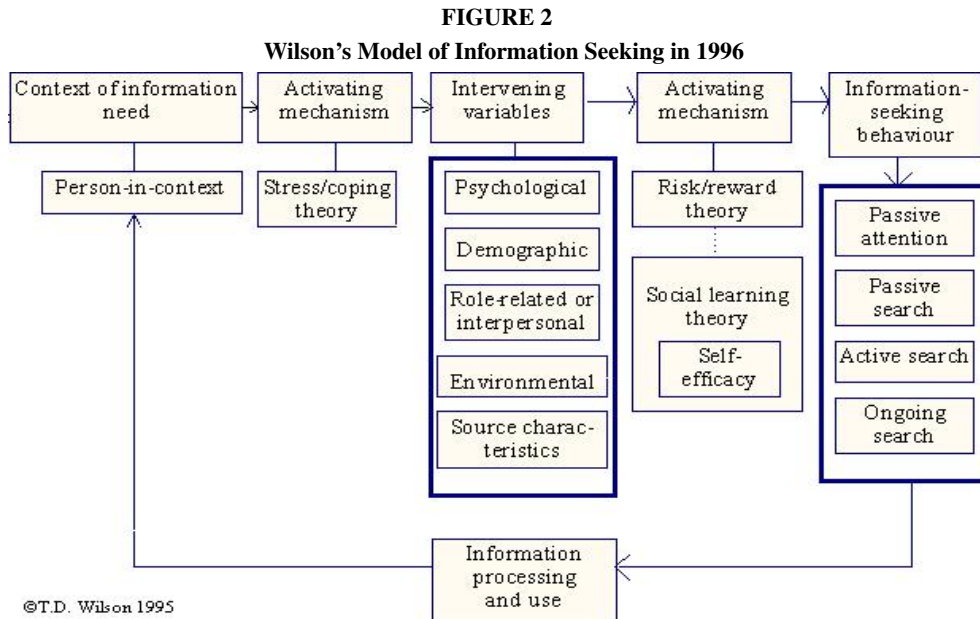 FIGURE 2
Wilson's Model of Information Seeking in 1996
Context of information
need
Activating
mechanism
Intervening
variables
Activating
mechanism
Information-
seeking
behaviour
Person-in-context
Stress/coping
theory
Psychological
Demographic
Role-related or
interpersonal
Environmental
Source charac-
teristics
Risk/reward
theory
Social learning
theory
Self-
efficacy
Passive
attention
Passive
search
Active search
Ongoing
search
Information
processing
and use
©T.D. Wilson 1995